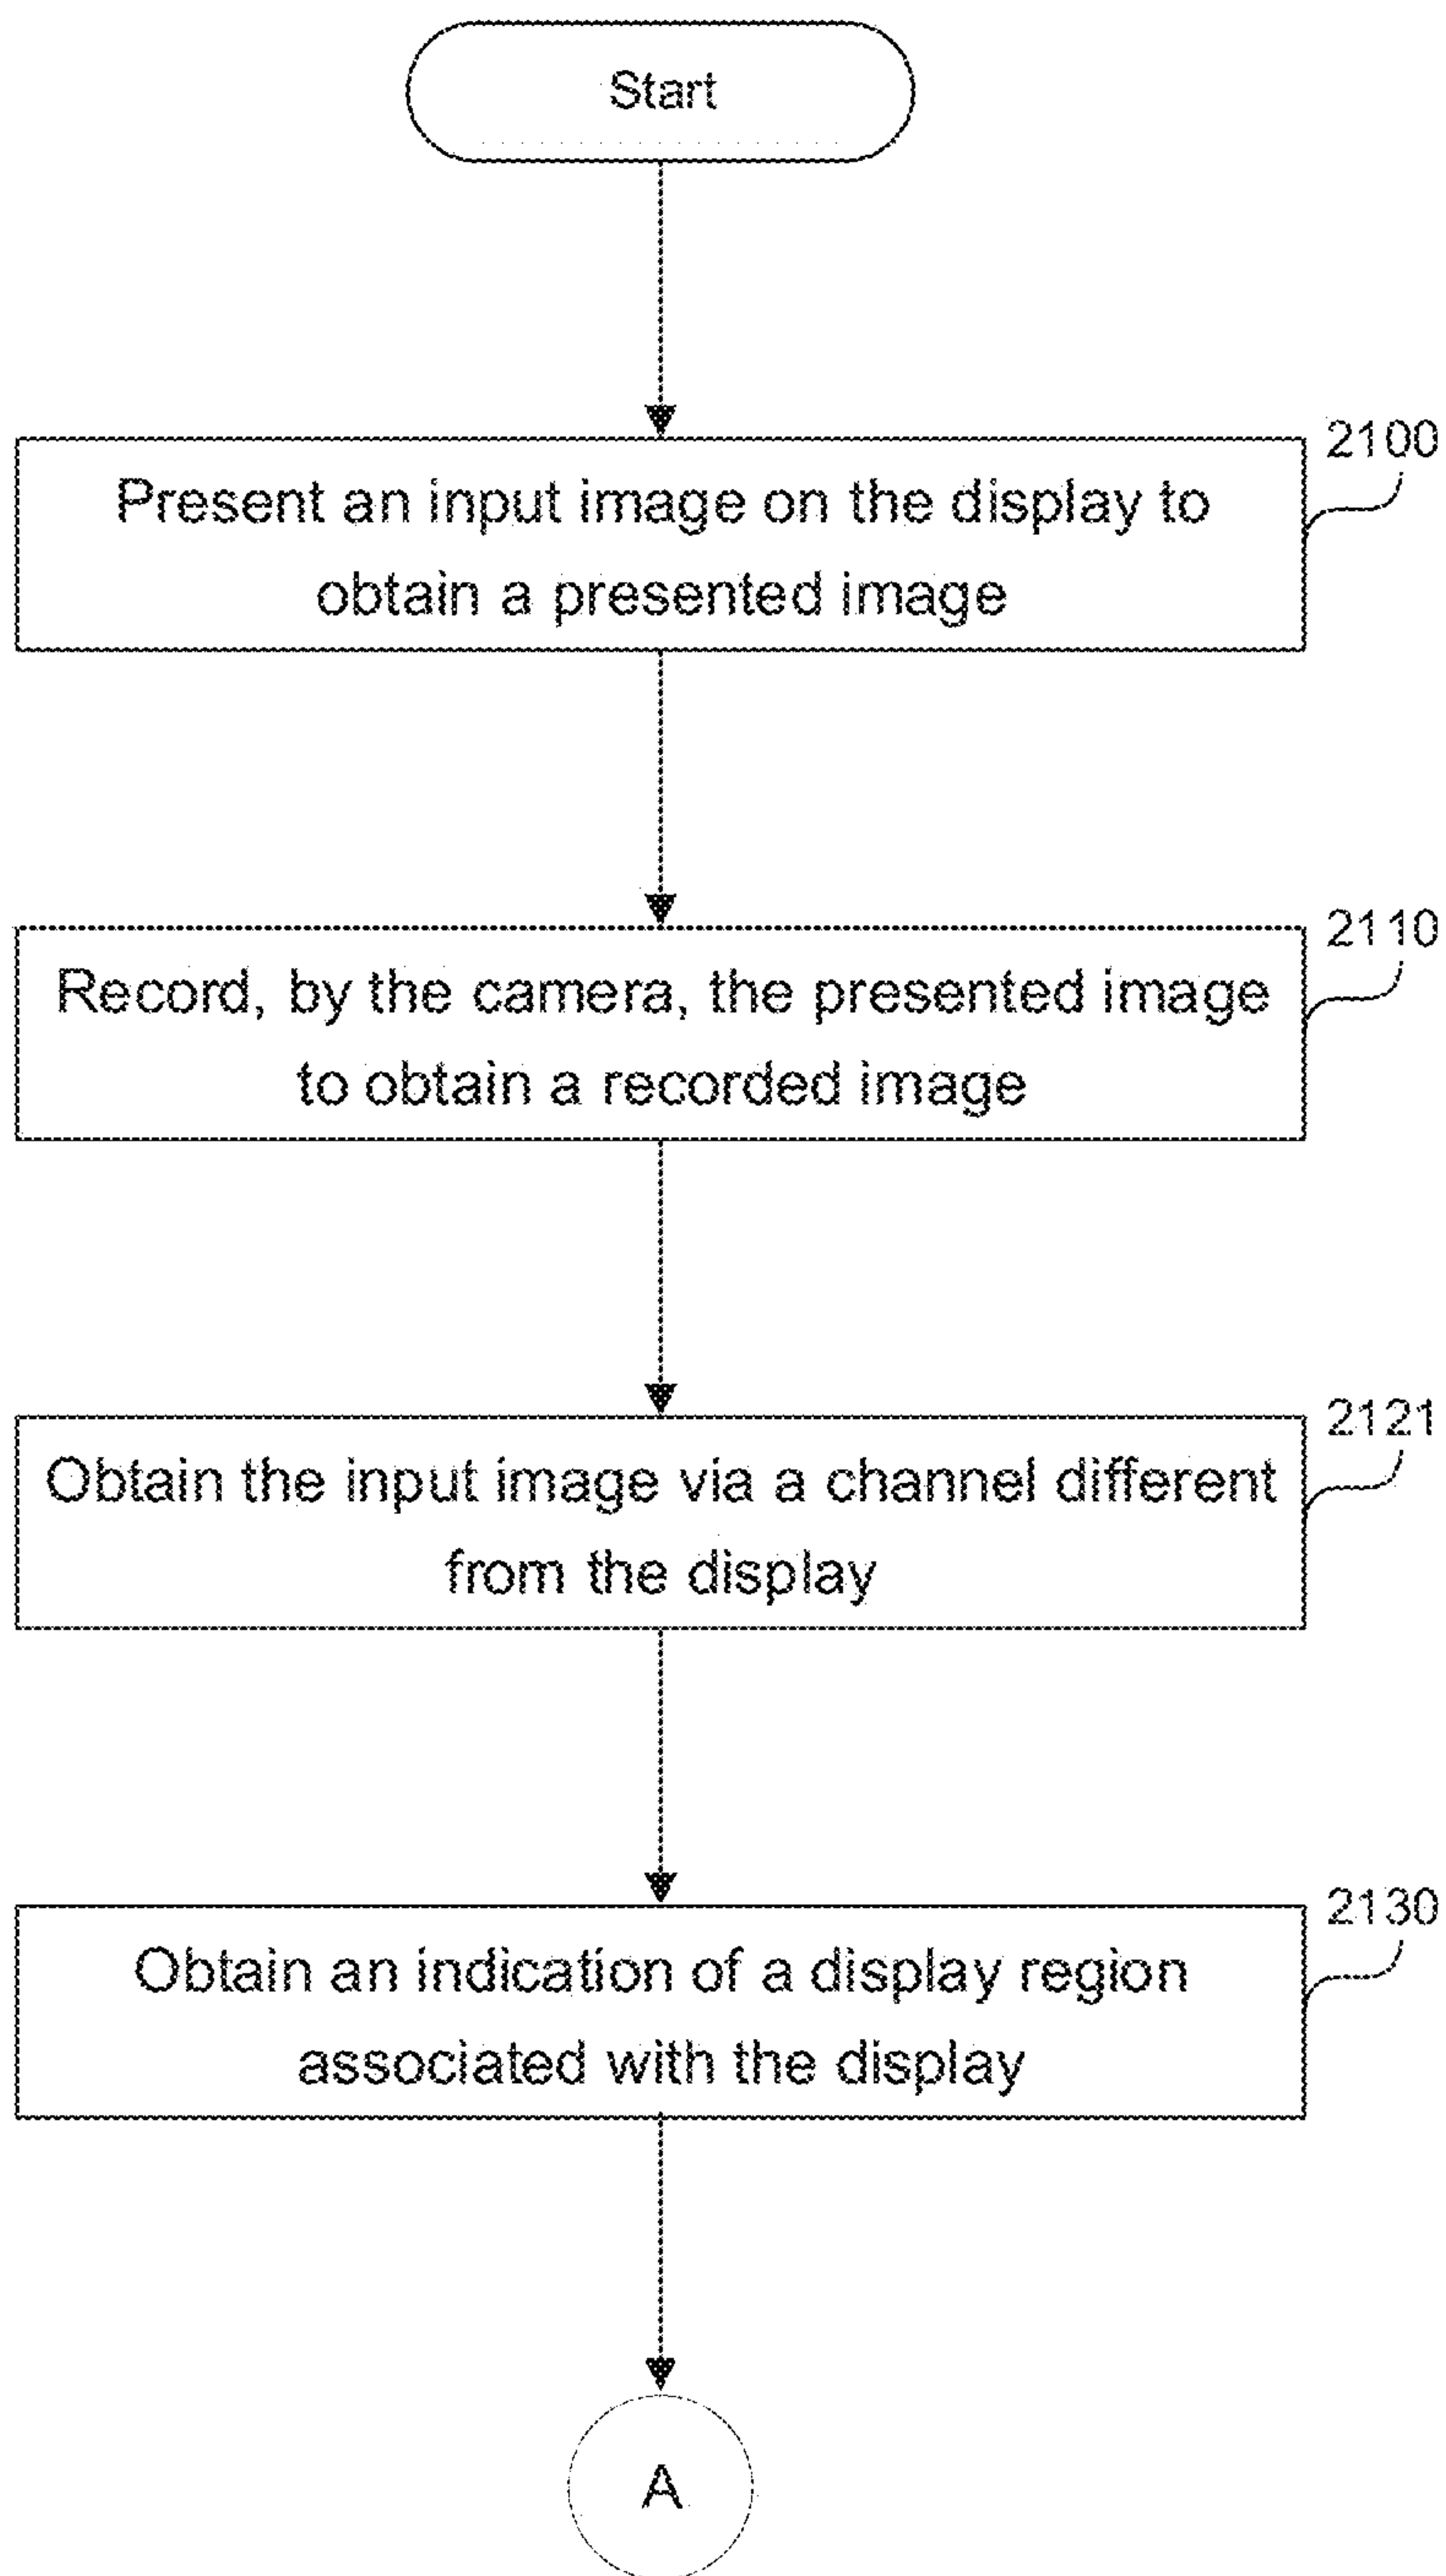 Start
2100
Present an input image on the display to
obtain a presented image
2110
Record, by the camera, the presented image
to obtain a recorded image
2121
Obtain the input image via a channel different
from the display
2130
Obtain an indication of a display region
associated with the display
A